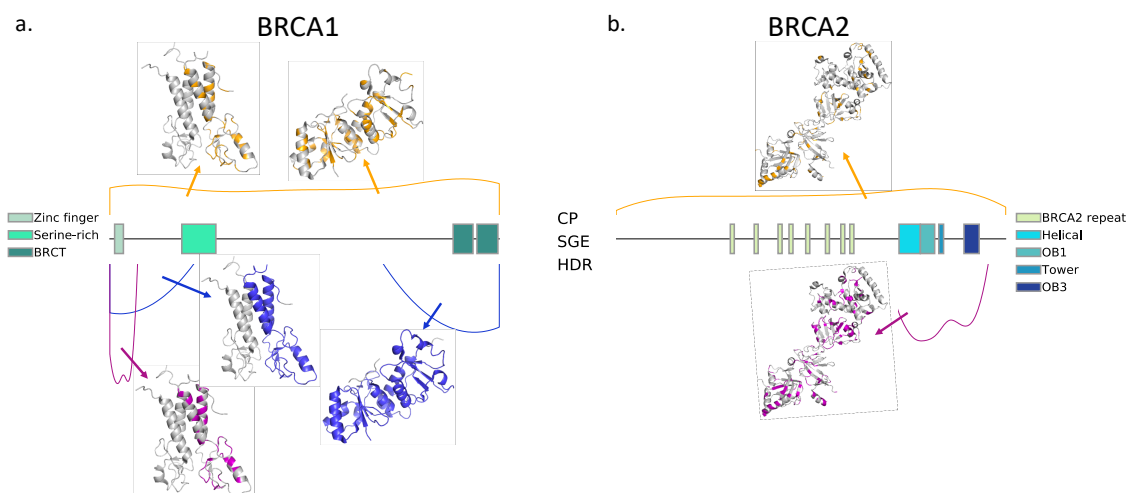 a.
BRCA1
b.
BRCA2
Zinc finger
Serine-rich
BRCT
CP
SGE
HDR
BRCA2 repeat
Helical
OB1
Tower
OB3